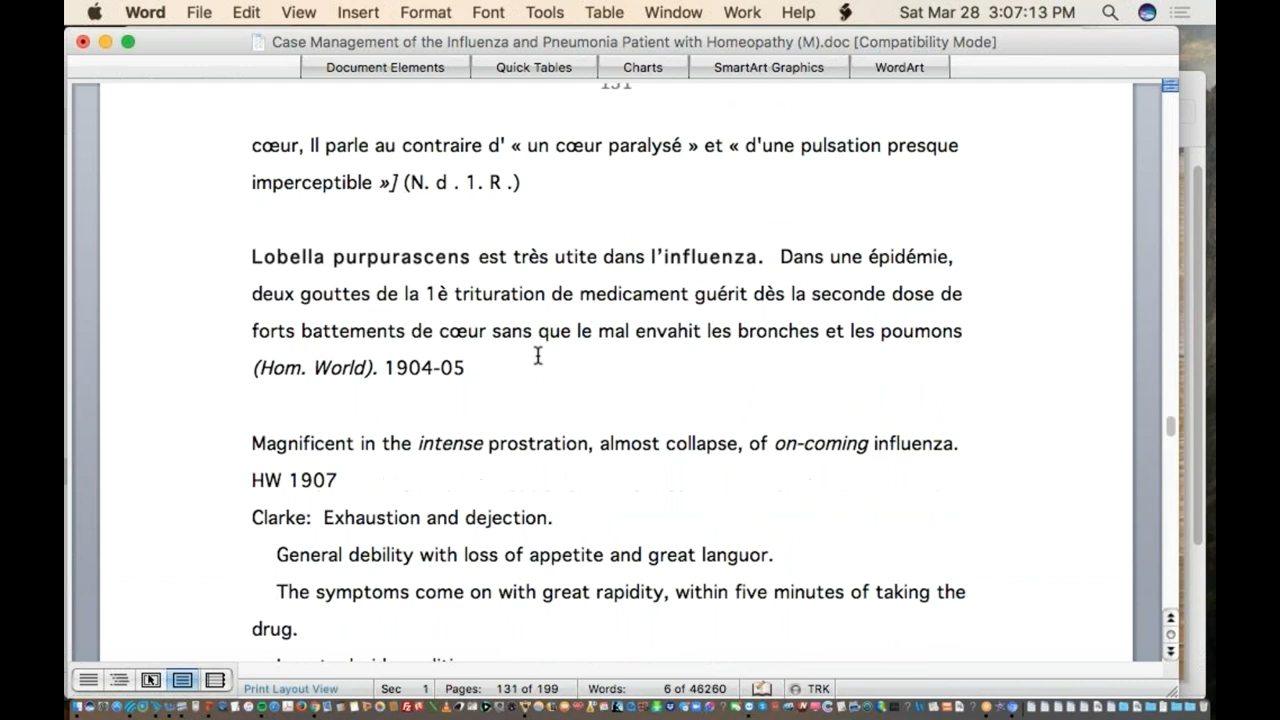 Word File Edit View Insert Format Font Tools Table Window Work Help Sat Mar 28 3:07:13 PM
Case Management of the Influenza and Pneumonia Patient with Homeopathy (M).doc [Compatibility Mode]
Document Elements Quick Tables Charts SmartArt Graphics WordArt
131
cœur, Il parle au contraire d' « un cœur paralysé » et « d'une pulsation presque
imperceptible »] (N. d . 1. R .)
Lobella purpurascens est très utite dans l’influenza. Dans une épidémie,
deux gouttes de la 1è trituration de medicament guérit dès la seconde dose de
forts battements de cœur sans que le mal envahit les bronches et les poumons
(Hom. World). 1904-05
Magnificent in the intense prostration, almost collapse, of on-coming influenza.
HW 1907
Clarke: Exhaustion and dejection.
General debility with loss of appetite and great languor.
The symptoms come on with great rapidity, within five minutes of taking the
drug.
Print Layout View Sec 1 Pages: 131 of 199 Words: 6 of 46260 TRK